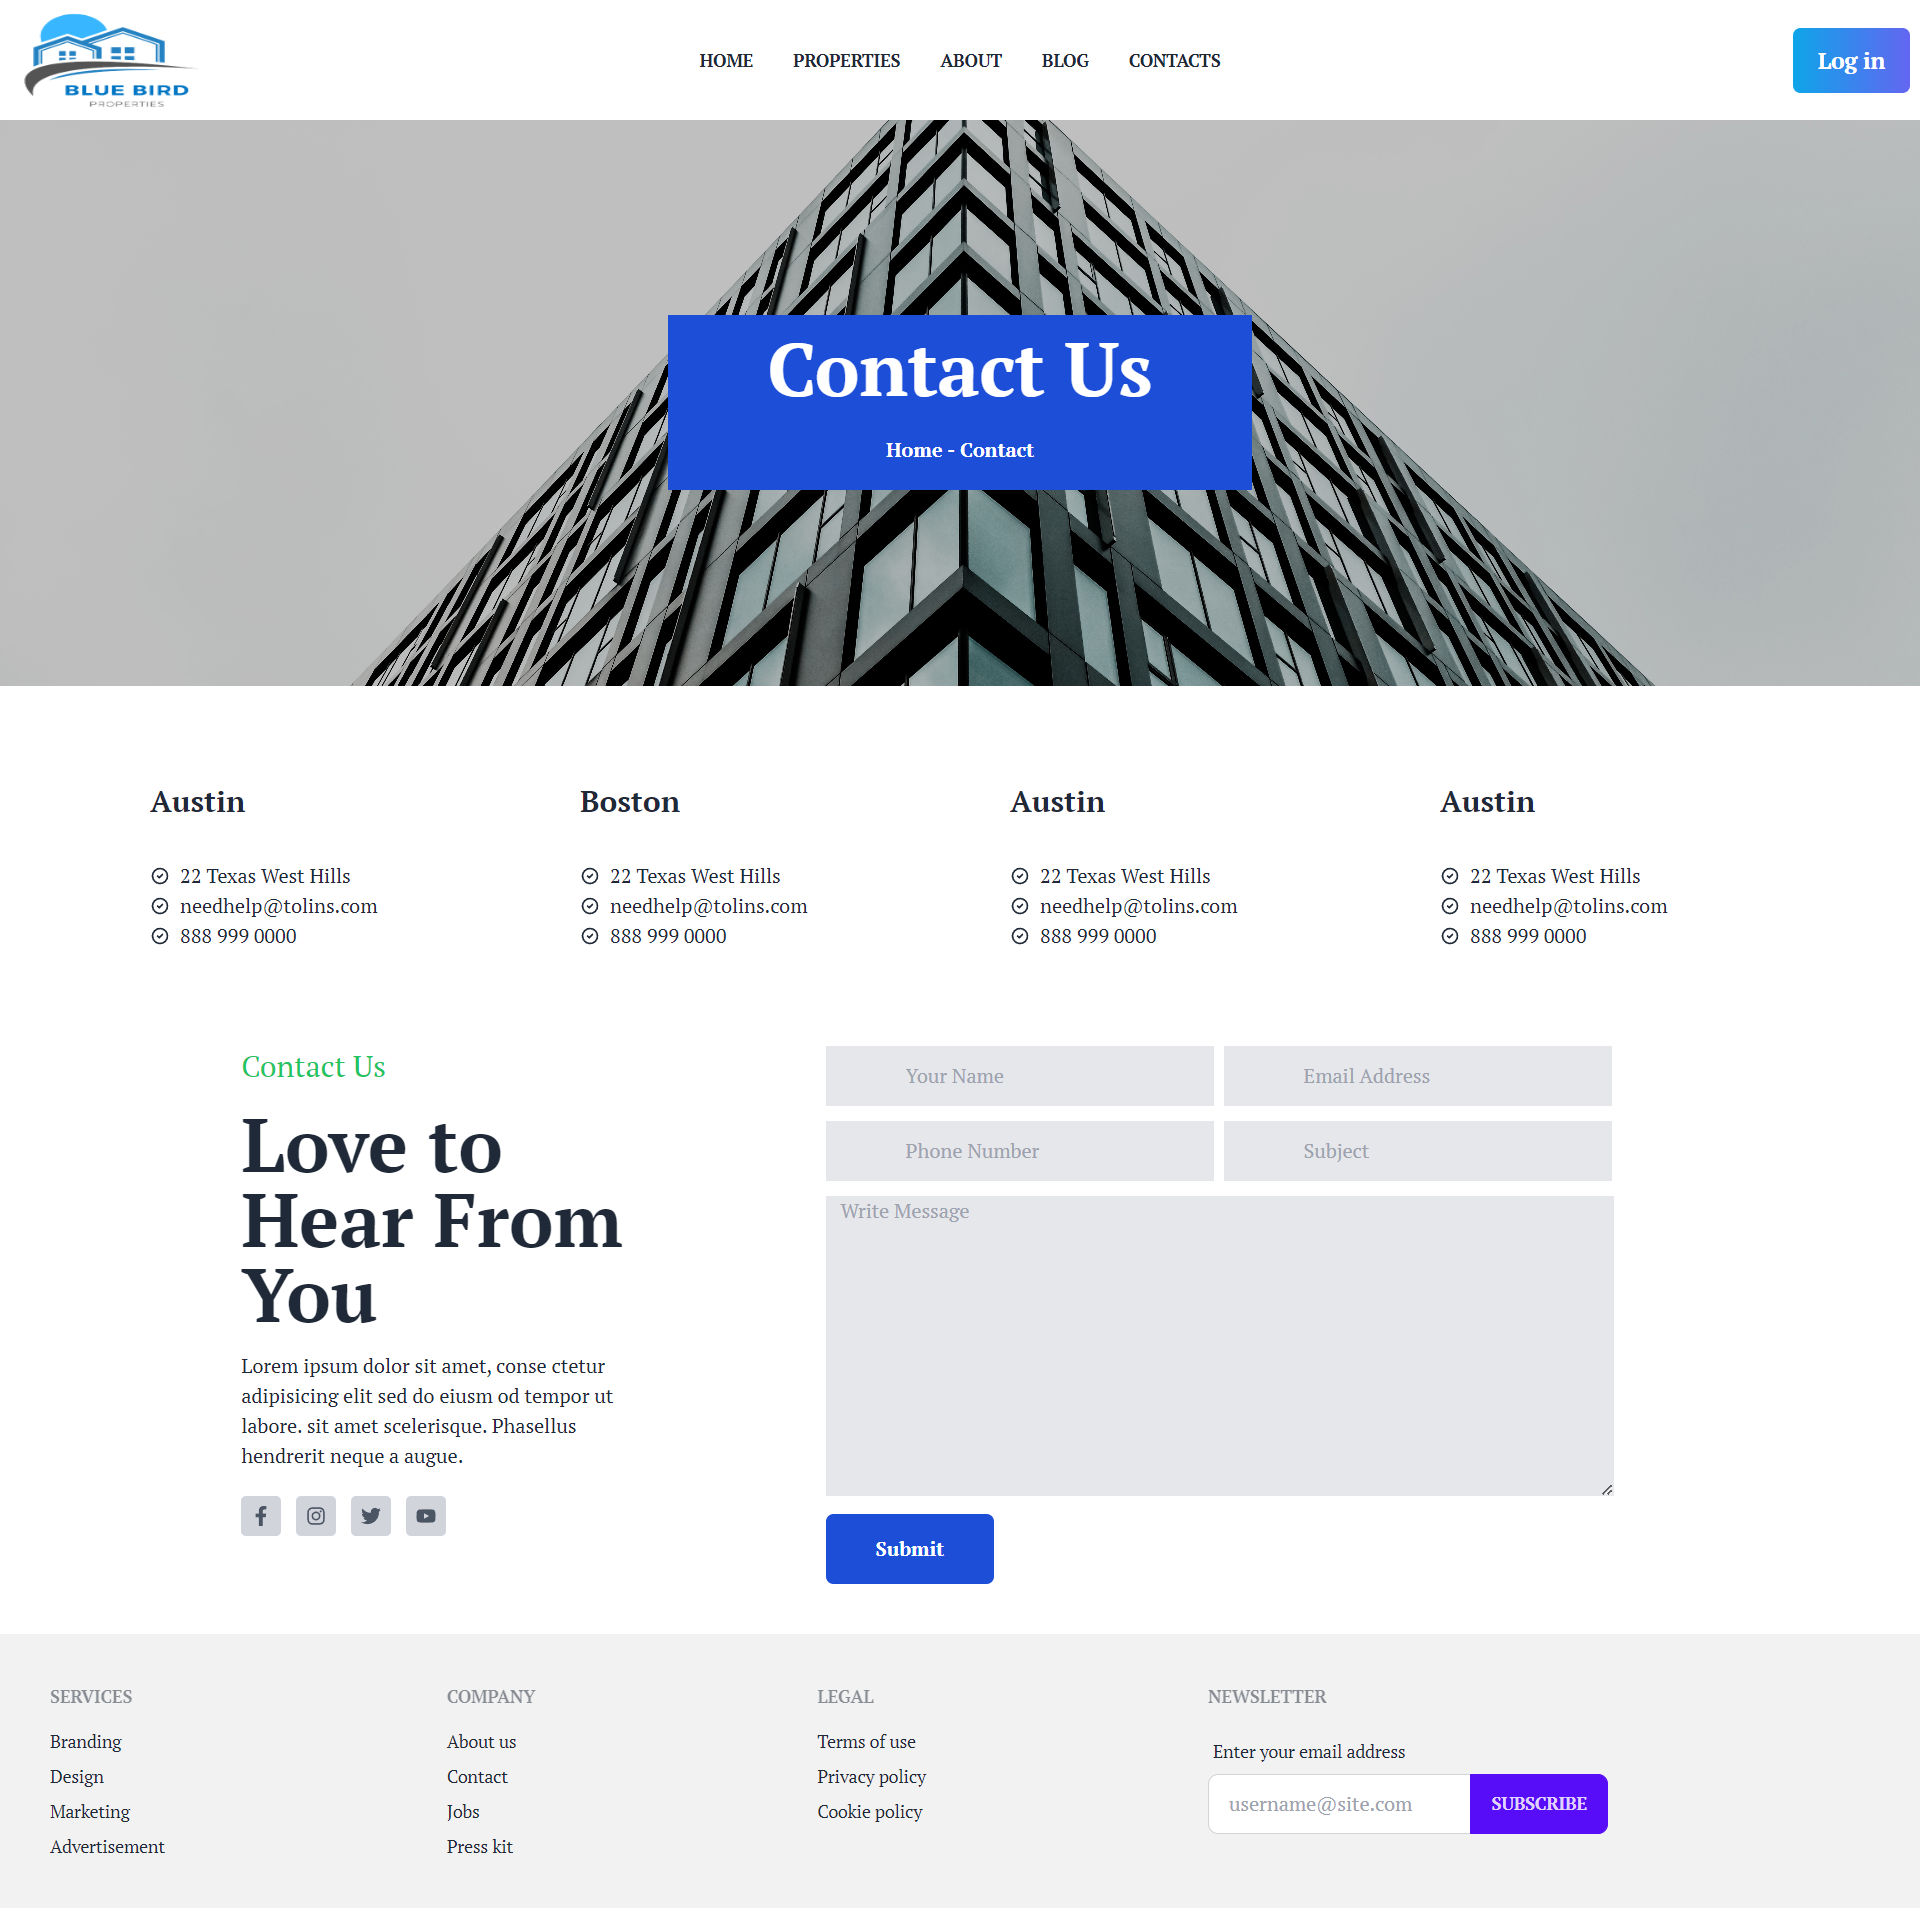 BLUE BIRD
PROPERTIES
HOME PROPERTIES ABOUT BLOG CONTACTS
Log in
Contact Us
Home - Contact
Austin
22 Texas West Hills
needhelp@tolins.com
888 999 0000
Boston
22 Texas West Hills
needhelp@tolins.com
888 999 0000
Austin
22 Texas West Hills
needhelp@tolins.com
888 999 0000
Austin
22 Texas West Hills
needhelp@tolins.com
888 999 0000
Contact Us
Love to
Hear From
You
Lorem ipsum dolor sit amet, conse ctetur
adipisicing elit sed do eiusm od tempor ut
labore. sit amet scelerisque. Phasellus
hendrerit neque a augue.
Your Name
Email Address
Phone Number
Subject
Write Message
Submit
SERVICES
Branding
Design
Marketing
Advertisement
COMPANY
About us
Contact
Jobs
Press kit
LEGAL
Terms of use
Privacy policy
Cookie policy
NEWSLETTER
Enter your email address
username@site.com
SUBSCRIBE